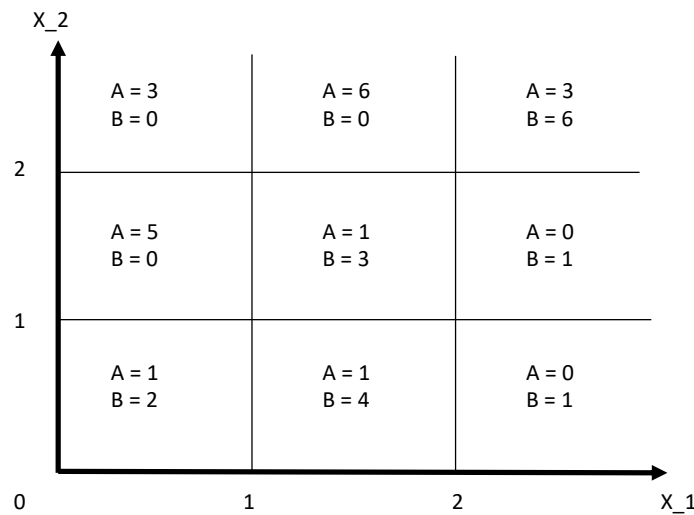 X_2
A = 3
B = 0
A = 6
B = 0
A = 3
B = 6
2
A = 5
B = 0
A = 1
B = 3
A = 0
B = 1
1
A = 1
B = 2
A = 1
B = 4
A = 0
B = 1
0
1
2
X_1